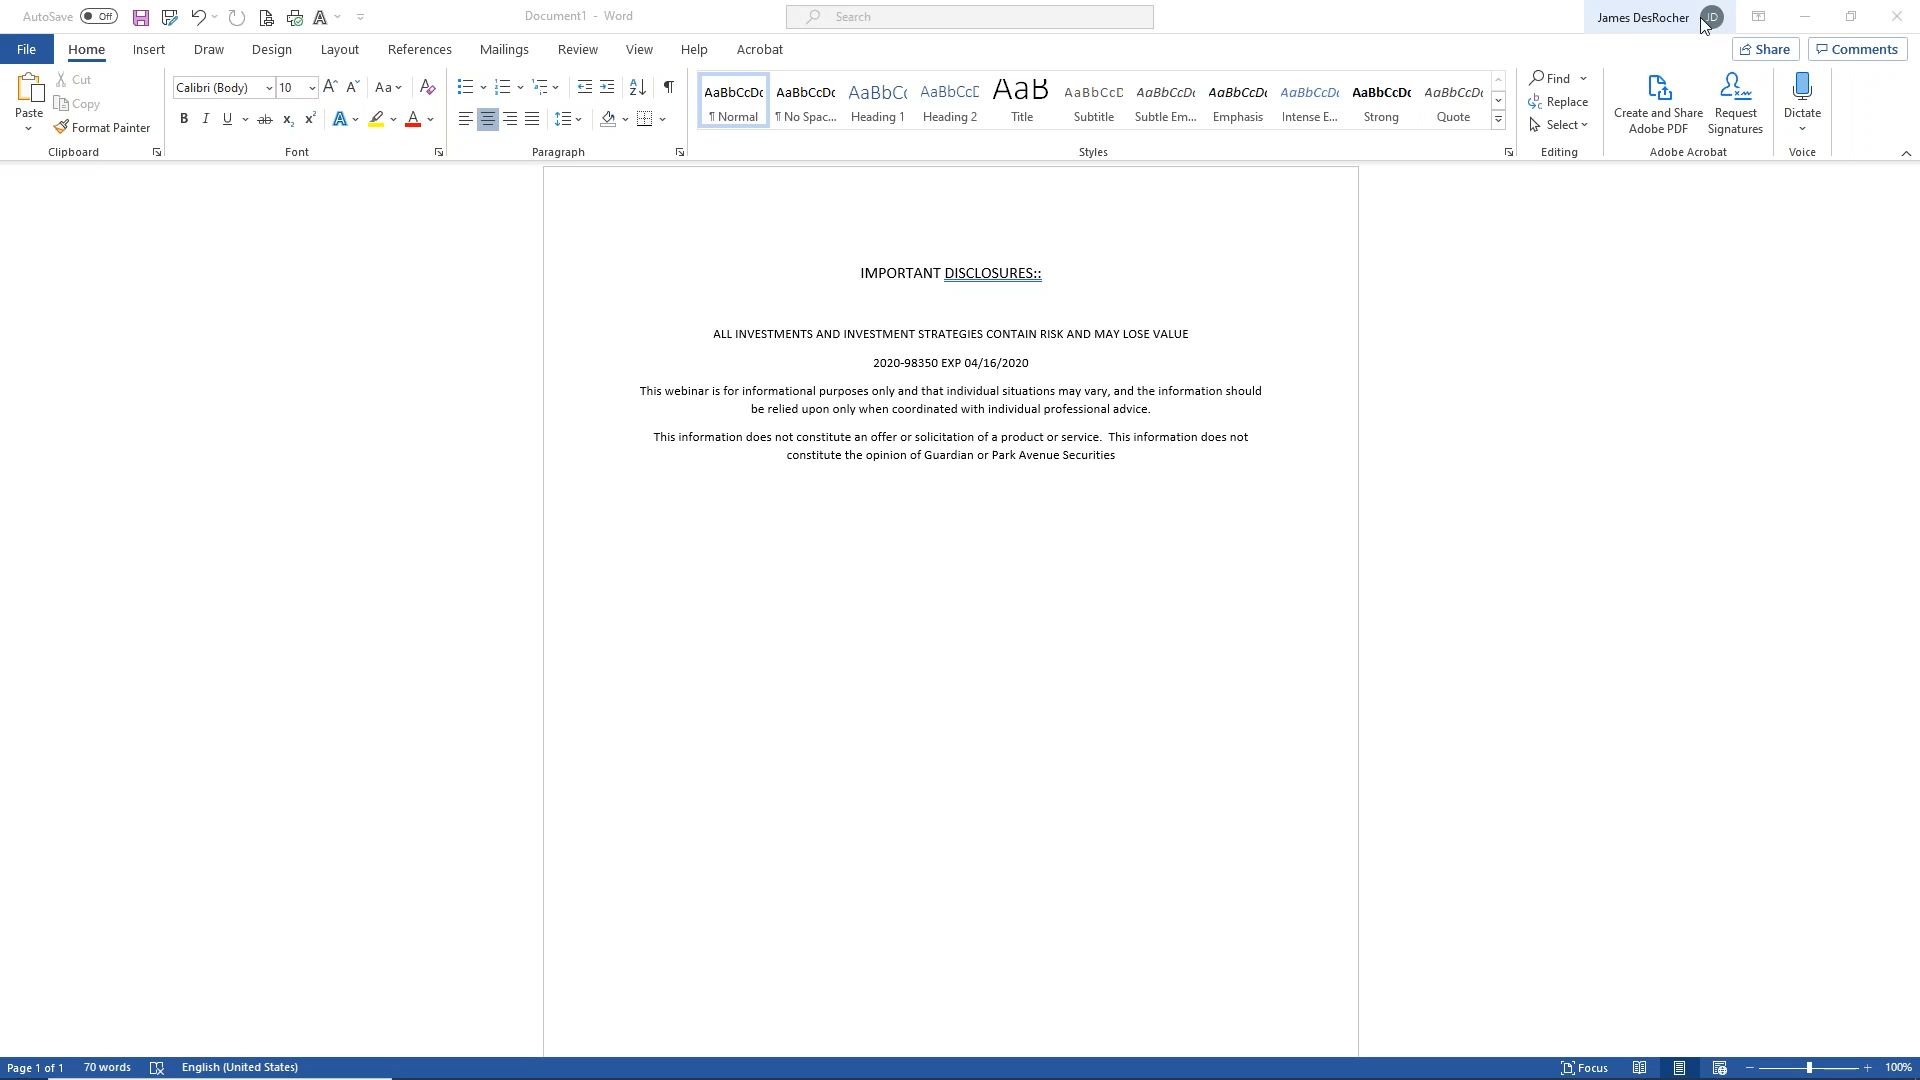 AutoSave Off Document1 - Word Search James DesRocher JD
File Home Insert Draw Design Layout References Mailings Review View Help Acrobat Share Comments
Paste Cut Copy Format Painter
Clipboard
Calibri (Body) 10 A A Aa A
B I U ab x2 x2 A A
Font
Paragraph
AaBbCcDc AaBbCcDc AaBbCc AaBbCcD AaB AaBbCcD AaBbCcDc AaBbCcDc AaBbCcDc AaBbCcDc AaBbCcDc
¶ Normal ¶ No Spac... Heading 1 Heading 2 Title Subtitle Subtle Em... Emphasis Intense E... Strong Quote
Styles
Find
Replace
Select
Editing
Create and Share Adobe PDF
Request Signatures
Adobe Acrobat
Dictate
Voice
IMPORTANT DISCLOSURES::
ALL INVESTMENTS AND INVESTMENT STRATEGIES CONTAIN RISK AND MAY LOSE VALUE
2020-98350 EXP 04/16/2020
This webinar is for informational purposes only and that individual situations may vary, and the information should
be relied upon only when coordinated with individual professional advice.
This information does not constitute an offer or solicitation of a product or service. This information does not
constitute the opinion of Guardian or Park Avenue Securities
Page 1 of 1 70 words English (United States) Focus 100%